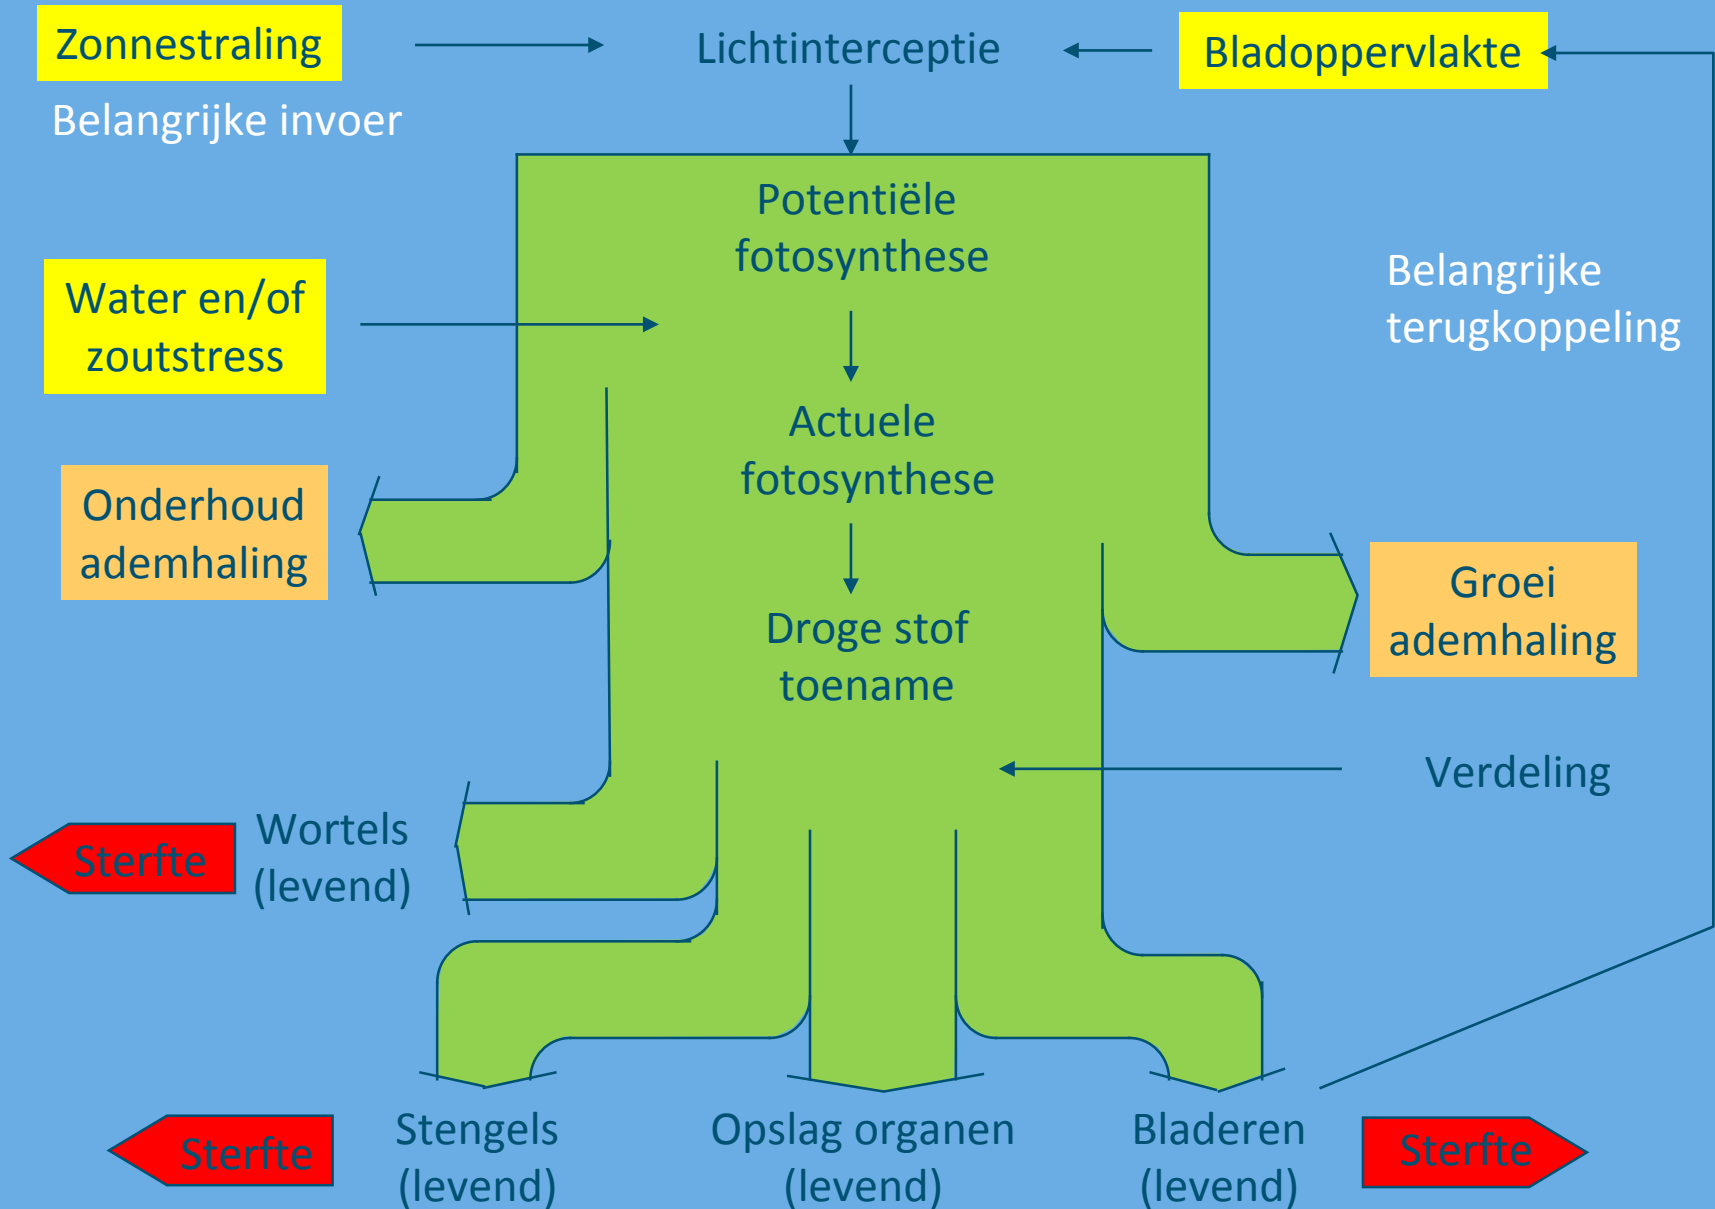 Zonnestraling
Lichtinterceptie
Bladoppervlakte
Belangrijke invoer
Potentiële
fotosynthese
Water en/of
zoutstress
Belangrijke
terugkoppeling
Actuele
fotosynthese
Onderhoud
ademhaling
Groei
ademhaling
Droge stof
toename
Verdeling
Sterfte
Wortels
(levend)
Sterfte
Stengels
(levend)
Opslag organen
(levend)
Bladeren
(levend)
Sterfte